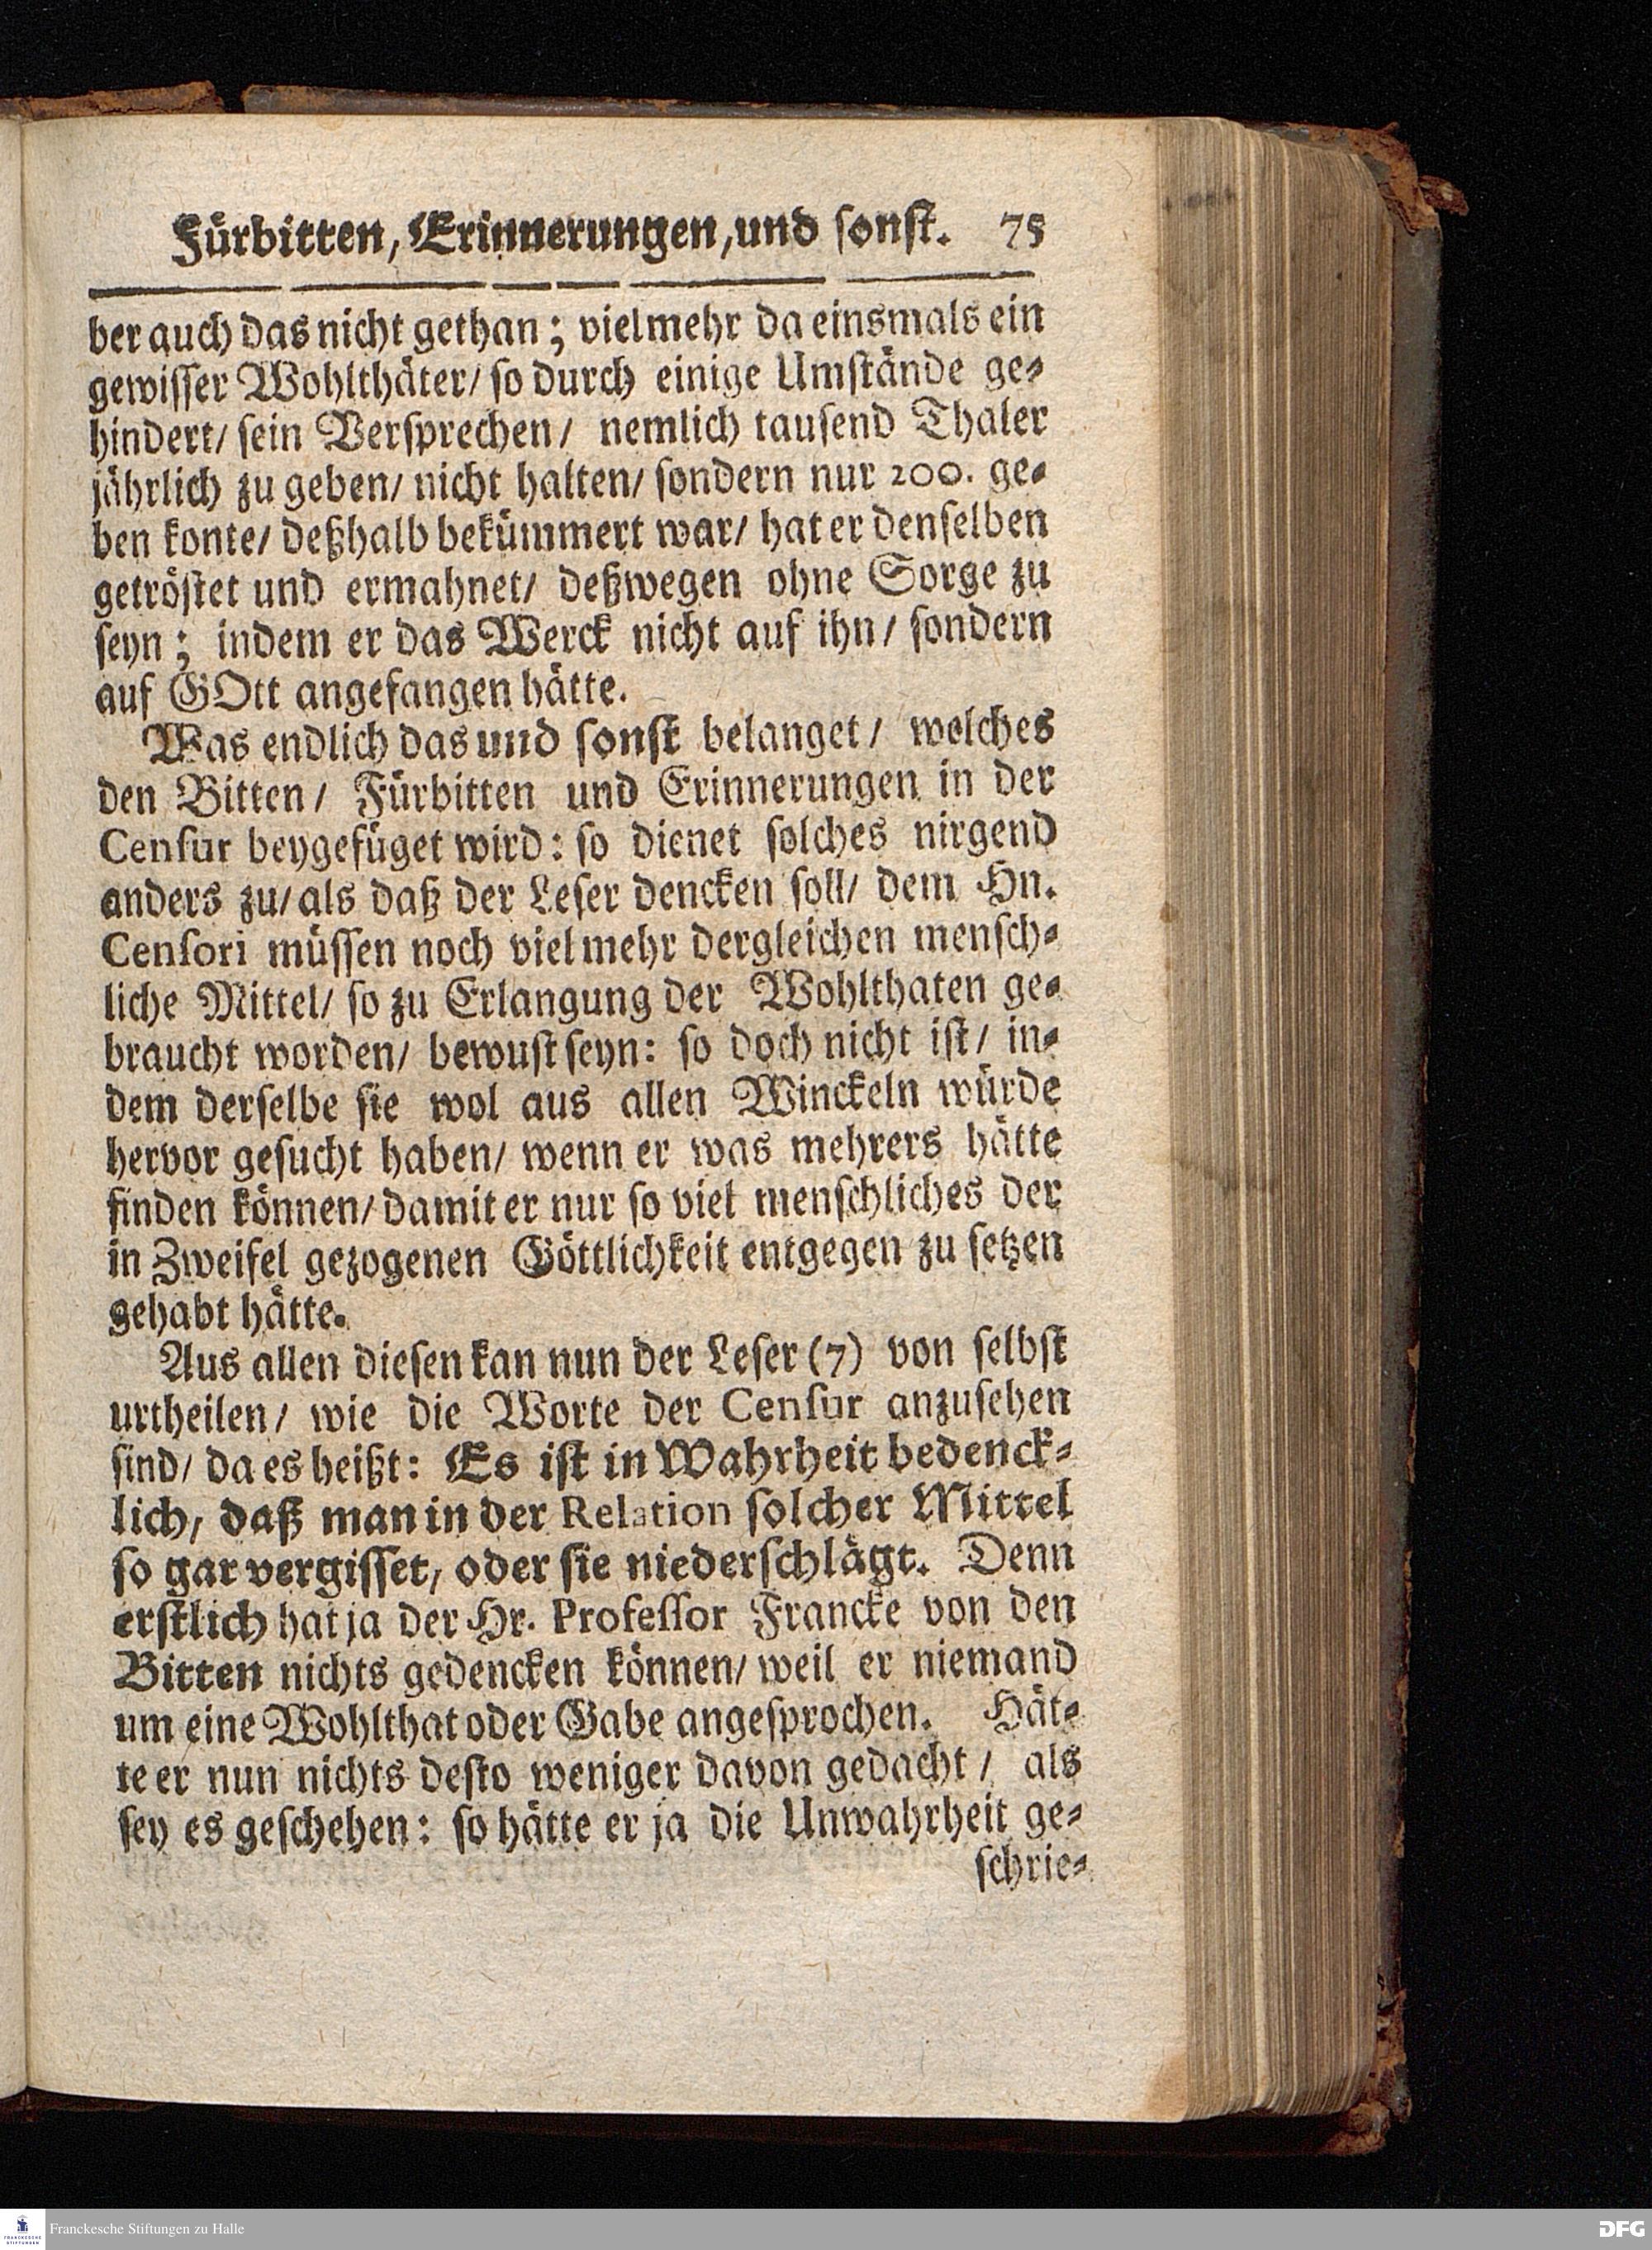 Fürbitten, Erinnerungen, und sonst. 75
ber auch das nicht gethan; vielmehr da einsmals ein
gewisser Wohlthäter/ so durch einige Umstände ge-
hindert/ sein Versprechen/ nemlich tausend Thaler
jährlich zu geben/ nicht halten/ sondern nur 200. ge-
ben konte/ deßhalb bekümmert war/ hat er denselben
getröstet und ermahnet/ deßwegen ohne Sorge zu
seyn; indem er das Werck nicht auf ihn/ sondern
auf GOtt angefangen hätte.
Was endlich das und sonst belanget/ welches
den Bitten/ Fürbitten und Erinnerungen in der
Censur beygefüget wird: so dienet solches nirgend
anders zu/ als daß der Leser dencken soll/ dem Hn.
Censori müssen noch viel mehr dergleichen mensch-
liche Mittel/ so zu Erlangung der Wohlthaten ge-
braucht worden/ bewust seyn: so doch nicht ist/ in-
dem derselbe sie wol aus allen Winckeln würde
hervor gesucht haben/ wenn er was mehrers hätte
finden können/ damit er nur so viel menschliches der
in Zweifel gezogenen Göttlichkeit entgegen zu setzen
gehabt hätte.
Aus allen diesen kan nun der Leser (7) von selbst
urtheilen/ wie die Worte der Censur anzusehen
sind/ da es heißt: Es ist in Wahrheit bedenck-
lich, daß man in der Relation solcher Mittel
so gar vergisset, oder sie niederschlägt. Denn
erstlich hat ja der Hr. Professor Francke von den
Bitten nichts gedencken können/ weil er niemand
um eine Wohlthat oder Gabe angesprochen. Hät-
te er nun nichts desto weniger davon gedacht/ als
sey es geschehen: so hätte er ja die Unwahrheit ge-
schrie-
FRANCKESCHE
STIFTUNGEN
Franckesche Stiftungen zu Halle
DFG